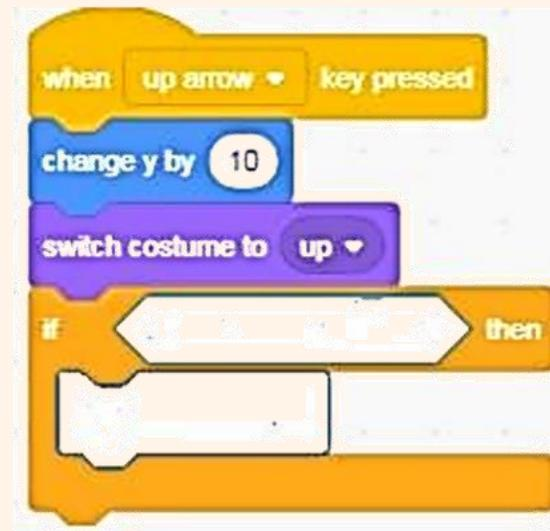 when up arrow key pressed
change y by 10
switch costume to up
if then